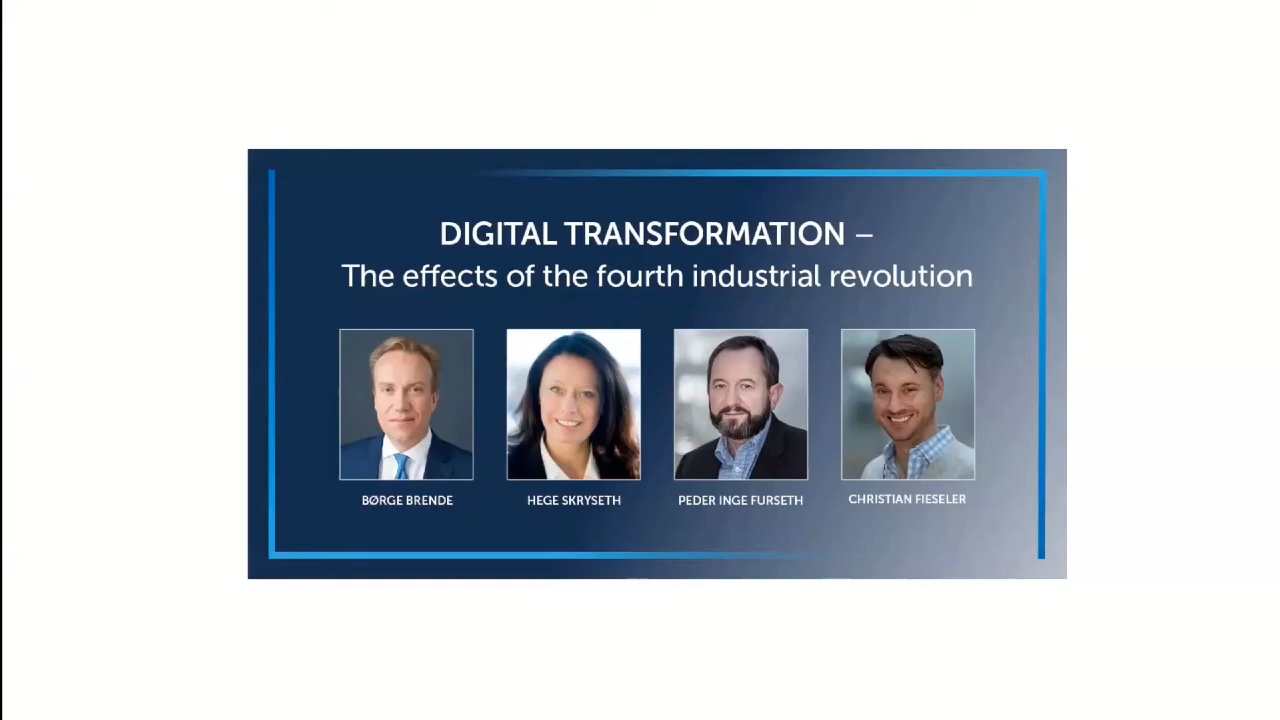 DIGITAL TRANSFORMATION –
The effects of the fourth industrial revolution
BØRGE BRENDE
HEGE SKRYSETH
PEDER INGE FURSETH
CHRISTIAN FIESELER